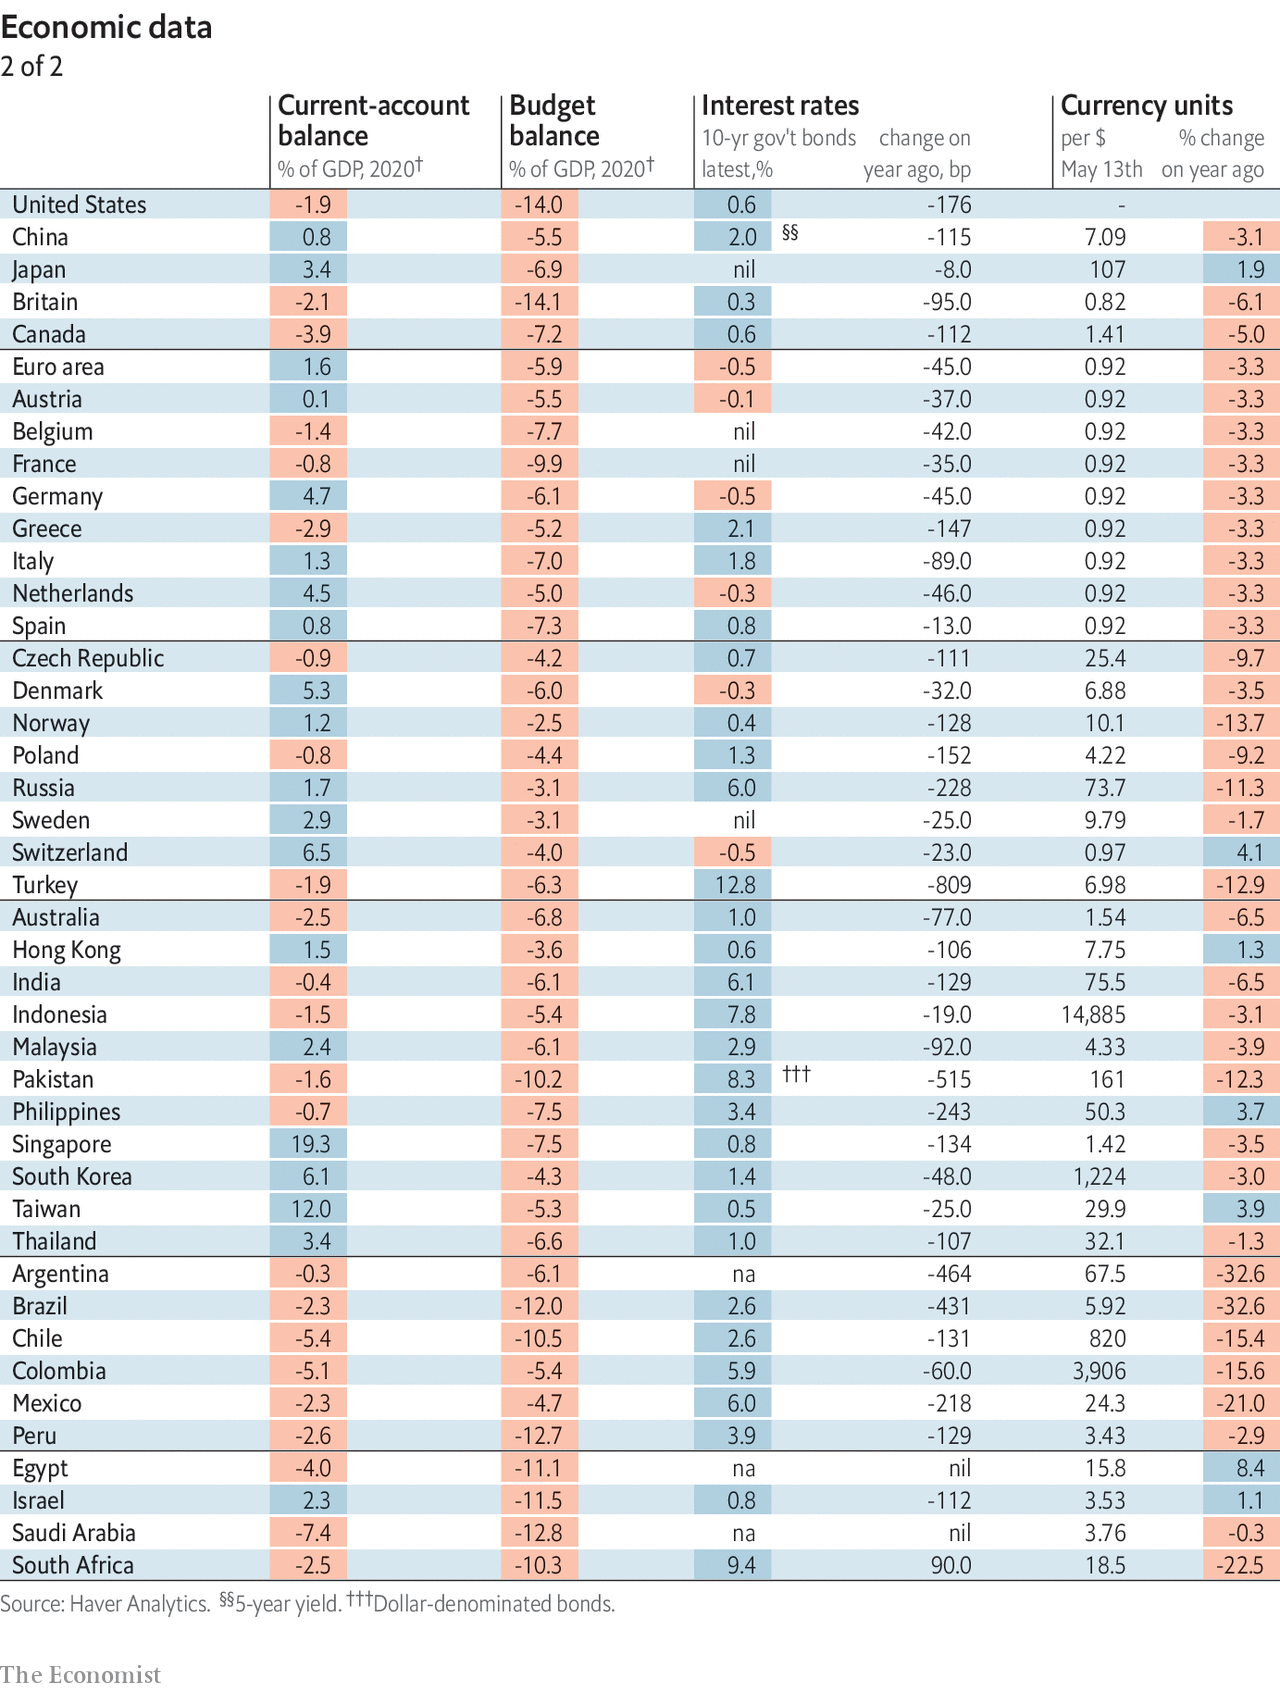 Economic data
2 of 2
Current-account Budget Interest rates Currency units
balance balance 10-yr gov't bonds change on per $ % change
% of GDP, 2020† % of GDP, 2020† latest,% year ago, bp May 13th on year ago
United States -1.9 -14.0 0.6 -176 -
China 0.8 -5.5 2.0 §§ -115 7.09 -3.1
Japan 3.4 -6.9 nil -8.0 107 1.9
Britain -2.1 -14.1 0.3 -95.0 0.82 -6.1
Canada -3.9 -7.2 0.6 -112 1.41 -5.0
Euro area 1.6 -5.9 -0.5 -45.0 0.92 -3.3
Austria 0.1 -5.5 -0.1 -37.0 0.92 -3.3
Belgium -1.4 -7.7 nil -42.0 0.92 -3.3
France -0.8 -9.9 nil -35.0 0.92 -3.3
Germany 4.7 -6.1 -0.5 -45.0 0.92 -3.3
Greece -2.9 -5.2 2.1 -147 0.92 -3.3
Italy 1.3 -7.0 1.8 -89.0 0.92 -3.3
Netherlands 4.5 -5.0 -0.3 -46.0 0.92 -3.3
Spain 0.8 -7.3 0.8 -13.0 0.92 -3.3
Czech Republic -0.9 -4.2 0.7 -111 25.4 -9.7
Denmark 5.3 -6.0 -0.3 -32.0 6.88 -3.5
Norway 1.2 -2.5 0.4 -128 10.1 -13.7
Poland -0.8 -4.4 1.3 -152 4.22 -9.2
Russia 1.7 -3.1 6.0 -228 73.7 -11.3
Sweden 2.9 -3.1 nil -25.0 9.79 -1.7
Switzerland 6.5 -4.0 -0.5 -23.0 0.97 4.1
Turkey -1.9 -6.3 12.8 -809 6.98 -12.9
Australia -2.5 -6.8 1.0 -77.0 1.54 -6.5
Hong Kong 1.5 -3.6 0.6 -106 7.75 1.3
India -0.4 -6.1 6.1 -129 75.5 -6.5
Indonesia -1.5 -5.4 7.8 -19.0 14,885 -3.1
Malaysia 2.4 -6.1 2.9 -92.0 4.33 -3.9
Pakistan -1.6 -10.2 8.3 ††† -515 161 -12.3
Philippines -0.7 -7.5 3.4 -243 50.3 3.7
Singapore 19.3 -7.5 0.8 -134 1.42 -3.5
South Korea 6.1 -4.3 1.4 -48.0 1,224 -3.0
Taiwan 12.0 -5.3 0.5 -25.0 29.9 3.9
Thailand 3.4 -6.6 1.0 -107 32.1 -1.3
Argentina -0.3 -6.1 na -464 67.5 -32.6
Brazil -2.3 -12.0 2.6 -431 5.92 -32.6
Chile -5.4 -10.5 2.6 -131 820 -15.4
Colombia -5.1 -5.4 5.9 -60.0 3,906 -15.6
Mexico -2.3 -4.7 6.0 -218 24.3 -21.0
Peru -2.6 -12.7 3.9 -129 3.43 -2.9
Egypt -4.0 -11.1 na nil 15.8 8.4
Israel 2.3 -11.5 0.8 -112 3.53 1.1
Saudi Arabia -7.4 -12.8 na nil 3.76 -0.3
South Africa -2.5 -10.3 9.4 90.0 18.5 -22.5
Source: Haver Analytics. §§5-year yield. †††Dollar-denominated bonds.
The Economist